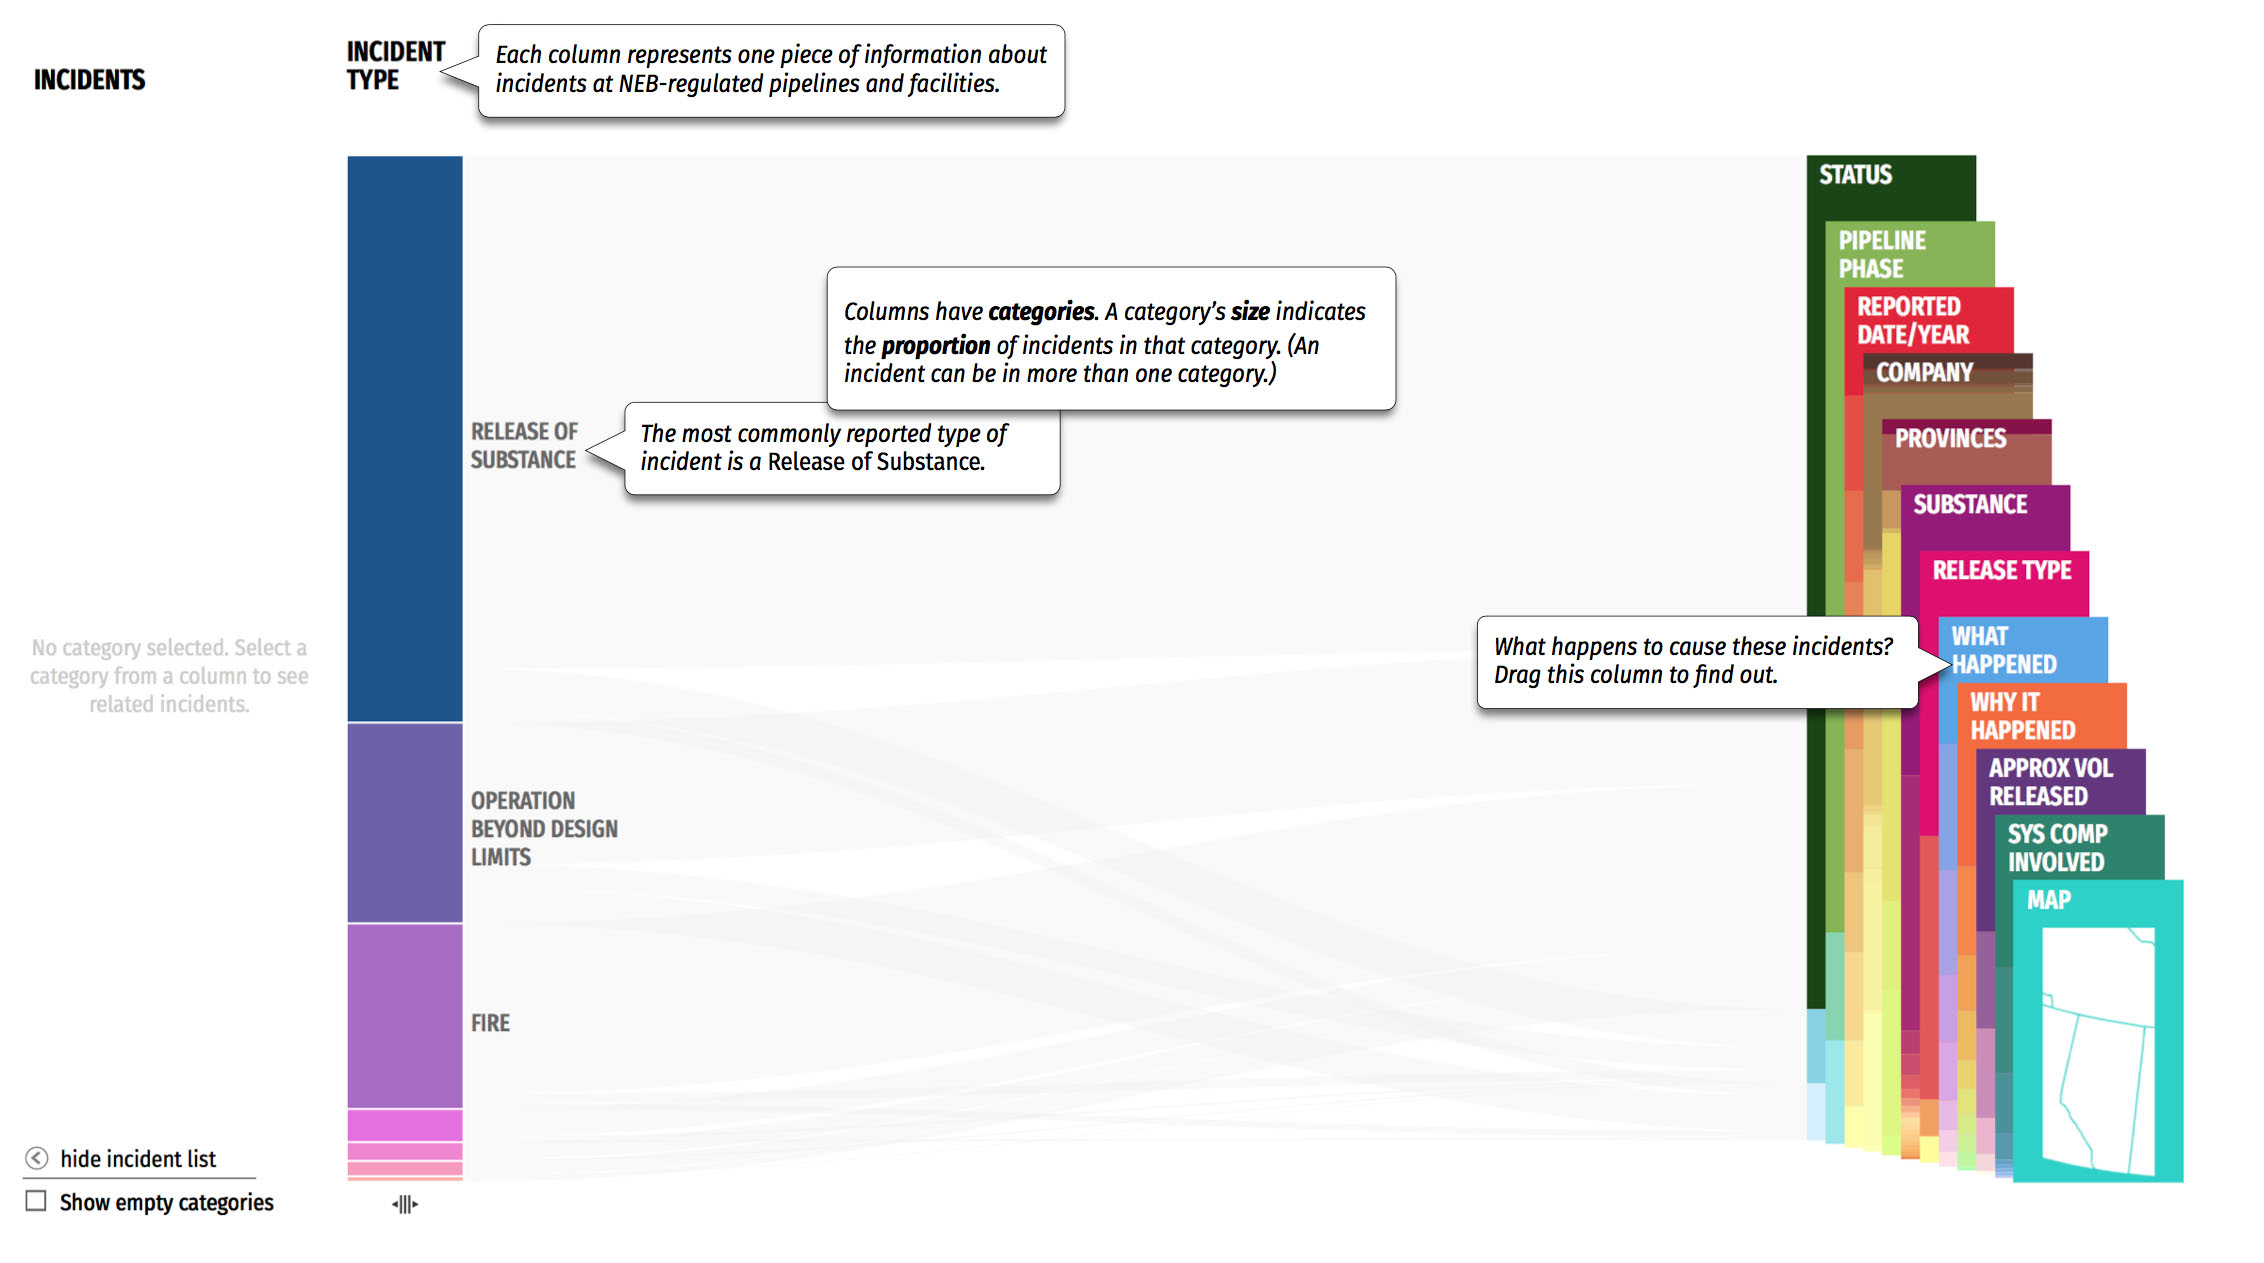 INCIDENTS
INCIDENT
TYPE
Each column represents one piece of information about
incidents at NEB-regulated pipelines and facilities.
STATUS
PIPELINE
PHASE
REPORTED
DATE/YEAR
COMPANY
PROVINCES
SUBSTANCE
RELEASE TYPE
WHAT
HAPPENED
WHY IT
HAPPENED
APPROX VOL
RELEASED
SYS COMP
INVOLVED
MAP
Columns have categories. A category’s size indicates
the proportion of incidents in that category. (An
incident can be in more than one category.)
RELEASE OF
SUBSTANCE
The most commonly reported type of
incident is a Release of Substance.
What happens to cause these incidents?
Drag this column to find out.
No category selected. Select a
category from a column to see
related incidents.
OPERATION
BEYOND DESIGN
LIMITS
FIRE
hide incident list
Show empty categories